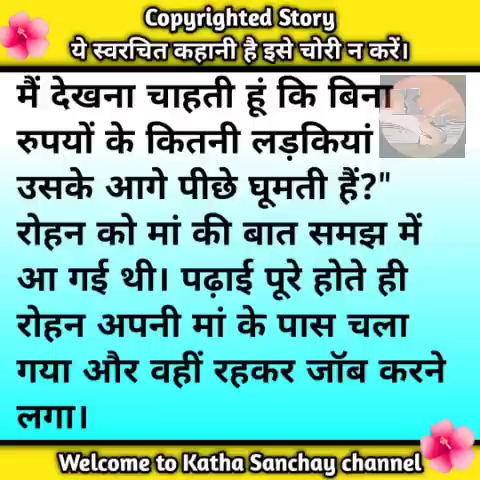 Copyrighted Story
ये स्वरचित कहानी है इसे चोरी न करें।
मैं देखना चाहती हूं कि बिना
रुपयों के कितनी लड़कियां
उसके आगे पीछे घूमती हैं?"
रोहन को मां की बात समझ में
आ गई थी। पढ़ाई पूरे होते ही
रोहन अपनी मां के पास चला
गया और वहीं रहकर जॉब करने
लगा।
Welcome to Katha Sanchay channel